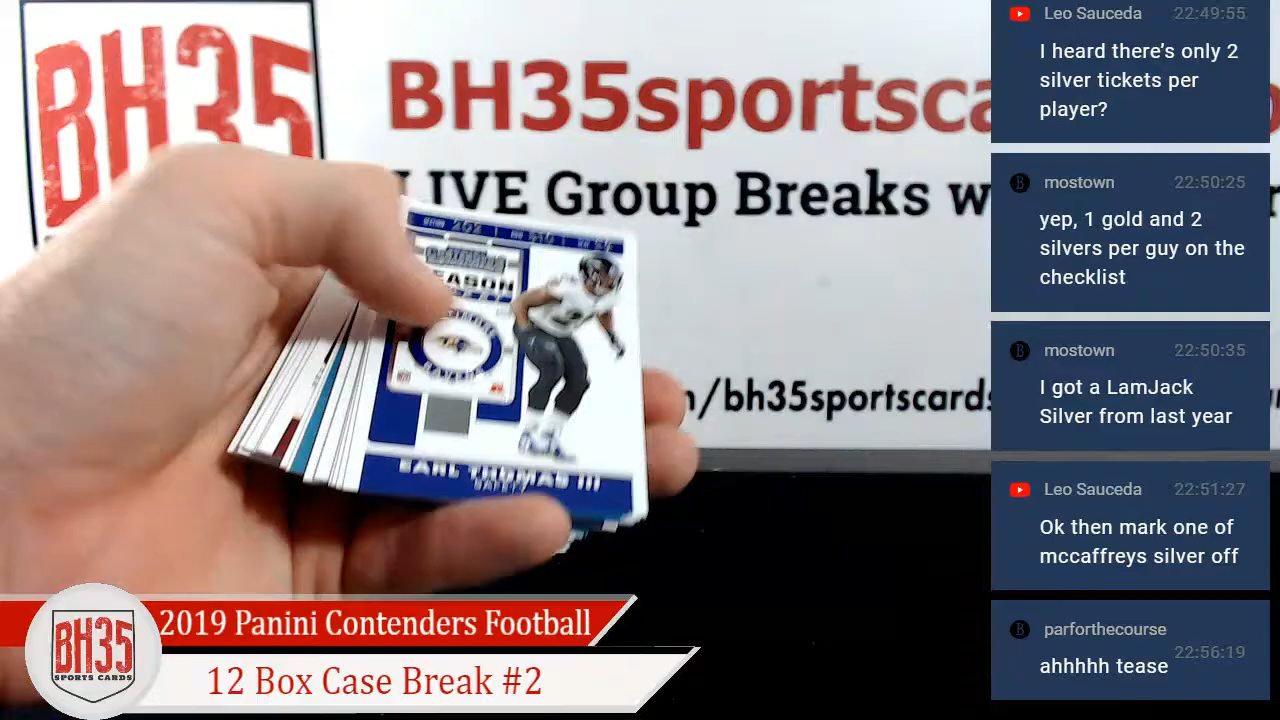 BH35
BH35sportsca
LIVE Group Breaks w
/bh35sportscards
EARL THOMAS III
SAFETY
RAVENS
2019 Panini Contenders Football
12 Box Case Break #2
BH35
SPORTS CARDS
Leo Sauceda 22:49:55
I heard there's only 2
silver tickets per
player?
mostown 22:50:25
yep, 1 gold and 2
silvers per guy on the
checklist
mostown 22:50:35
I got a LamJack
Silver from last year
Leo Sauceda 22:51:27
Ok then mark one of
mccaffreys silver off
parforthecourse
22:56:19
ahhhhh tease